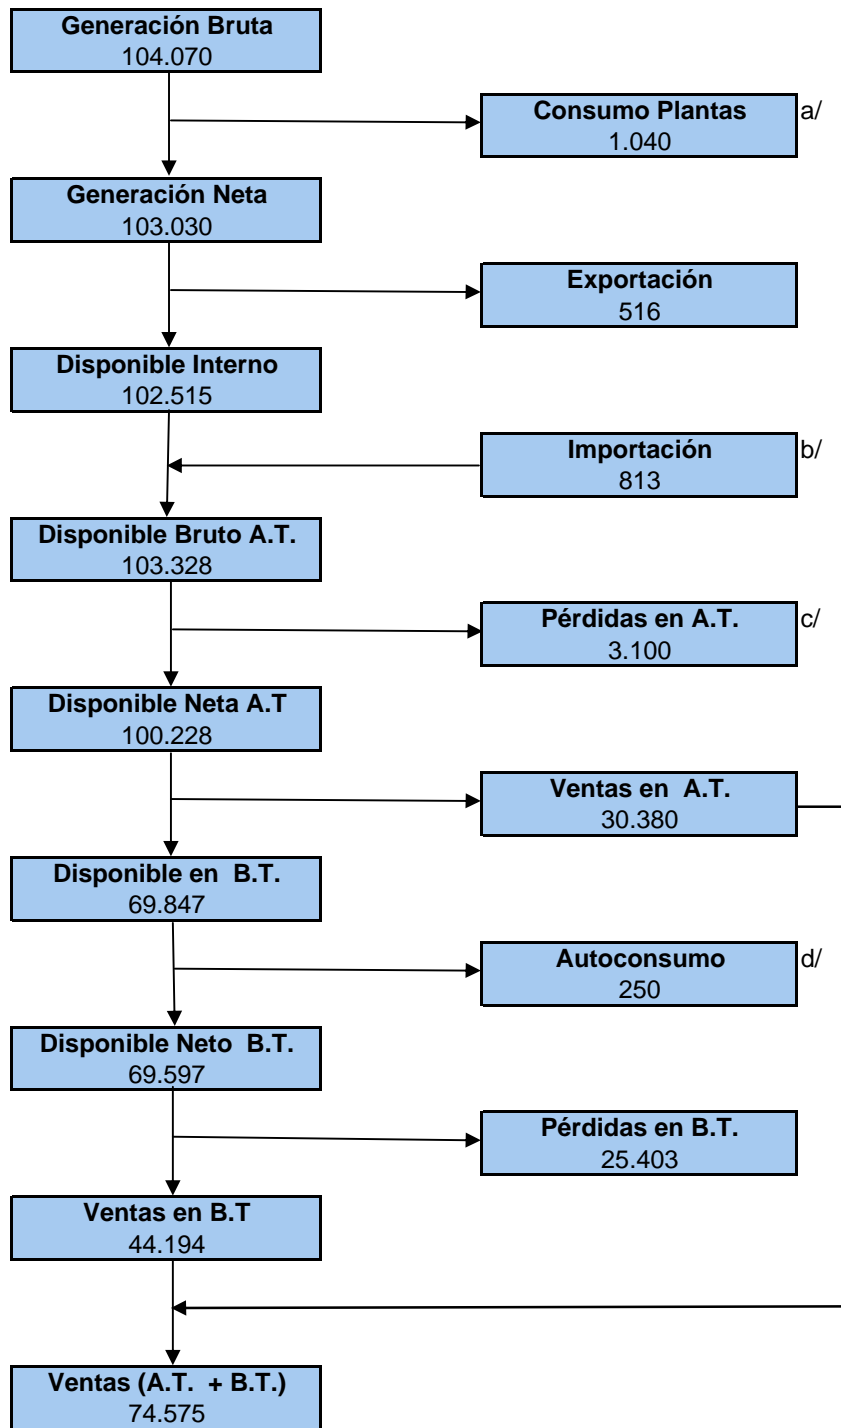 Generación Bruta
104.070
Consumo Plantas a/
1.040
Generación Neta
103.030
Exportación
516
Disponible Interno
102.515
Importación b/
813
Disponible Bruto A.T.
103.328
Pérdidas en A.T. c/
3.100
Disponible Neta A.T
100.228
Ventas en A.T.
30.380
Disponible en B.T.
69.847
Autoconsumo d/
250
Disponible Neto B.T.
69.597
Pérdidas en B.T.
25.403
Ventas en B.T
44.194
Ventas (A.T. + B.T.)
74.575